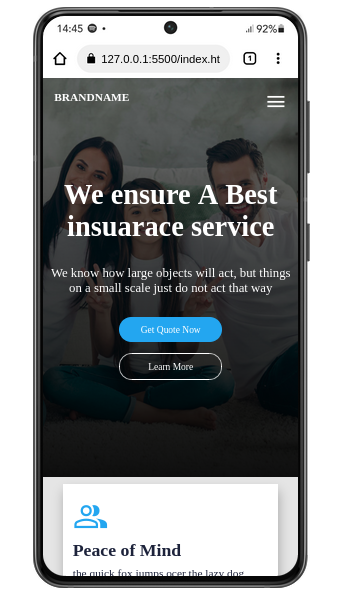 14:45
92%
127.0.0.1:5500/index.ht
1
BRANDNAME
We ensure A Best
insuarace service
We know how large objects will act, but things
on a small scale just do not act that way
Get Quote Now
Learn More
Peace of Mind
the quick fox jumps ocer the lazy dog